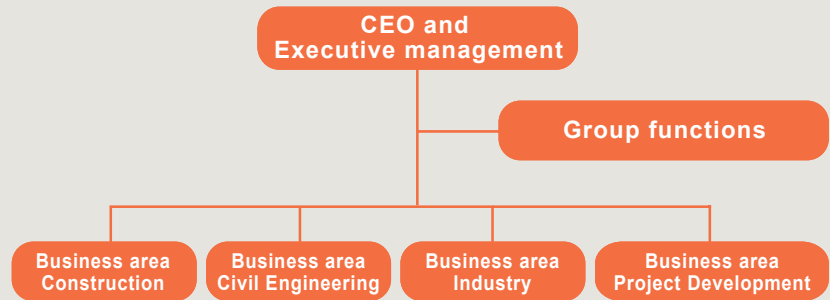 CEO and
Executive management
Group functions
Business area
Construction
Business area
Civil Engineering
Business area
Industry
Business area
Project Development